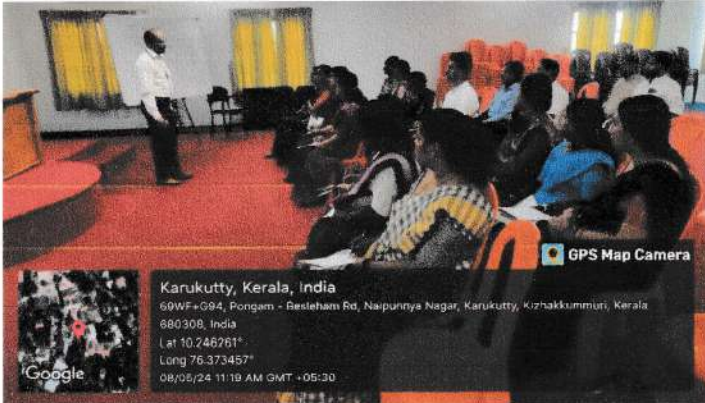 GPS Map Camera
Karukutty, Kerala, India
69WF+G94, Pongam - Besleham Rd, Naipunnya Nagar, Karukutty, Kizhakkummuri, Kerala
680308, India
Lat 10.246261°
Long 76.373457°
08/05/24 11:19 AM GMT +05:30
Google